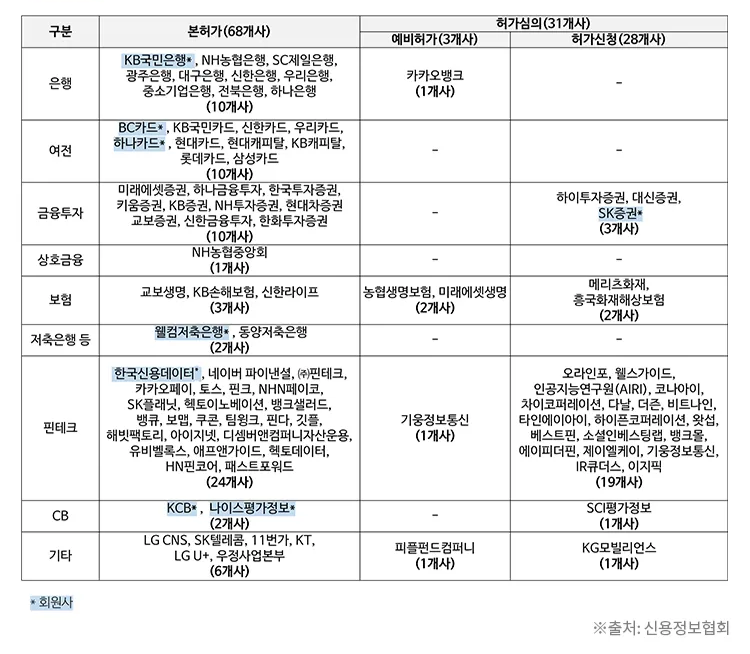 구분 본허가(68개사) 허가심의(31개사)
예비허가(3개사) 허가신청(28개사)
은행
KB국민은행*, NH농협은행, SC제일은행,
광주은행, 대구은행, 신한은행, 우리은행,
중소기업은행, 전북은행, 하나은행
(10개사)
카카오뱅크
(1개사)
-
여전
BC카드*, KB국민카드, 신한카드, 우리카드,
하나카드*, 현대카드, 현대캐피탈, KB캐피탈,
롯데카드, 삼성카드
(10개사)
-
-
금융투자
미래에셋증권, 하나금융투자, 한국투자증권,
키움증권, KB증권, NH투자증권, 현대차증권
교보증권, 신한금융투자, 한화투자증권
(10개사)
-
하이투자증권, 대신증권,
SK증권*
(3개사)
상호금융
NH농협중앙회
(1개사)
-
-
보험
교보생명, KB손해보험, 신한라이프
(3개사)
농협생명보험, 미래에셋생명
(2개사)
메리츠화재,
흥국화재해상보험
(2개사)
저축은행 등
웰컴저축은행*, 동양저축은행
(2개사)
-
-
핀테크
한국신용데이터*, 네이버 파이낸셜, ㈜핀테크,
카카오페이, 토스, 핀크, NHN페이코,
SK플래닛, 헥토이노베이션, 뱅크샐러드,
뱅큐, 보맵, 쿠콘, 팀윙크, 핀다, 깃플,
해빗팩토리, 아이지넷, 디셈버앤컴퍼니자산운용,
유비벨록스, 애프앤가이드, 헥토데이터,
HN핀코어, 패스트포워드
(24개사)
기웅정보통신
(1개사)
오라인포, 웰스가이드,
인공지능연구원(AIRI), 코나아이,
차이코퍼레이션, 다날, 더즌, 비트나인,
타인에이아이, 하이픈코퍼레이션, 왓섭,
베스트핀, 소셜인베스팅랩, 뱅크몰,
에이피더핀, 제이엘케이, 기웅정보통신,
IR큐더스, 이지픽
(19개사)
CB
KCB*, 나이스평가정보*
(2개사)
-
SCI평가정보
(1개사)
기타
LG CNS, SK텔레콤, 11번가, KT,
LG U+, 우정사업본부
(6개사)
피플펀드컴퍼니
(1개사)
KG모빌리언스
(1개사)
* 회원사
※출처: 신용정보협회